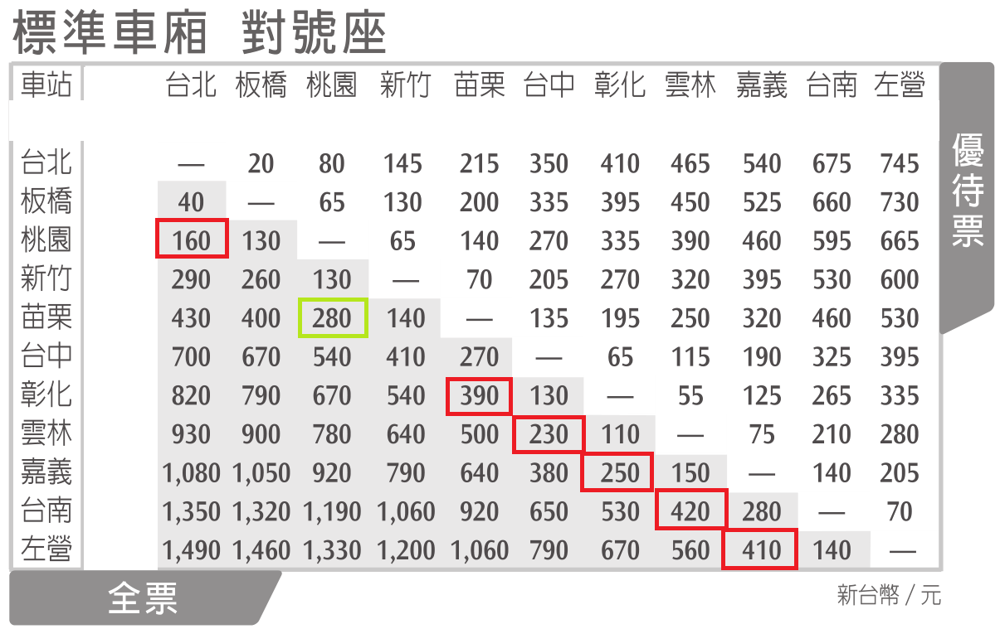 標準車廂 對號座
車站 台北 板橋 桃園 新竹 苗栗 台中 彰化 雲林 嘉義 台南 左營
台北 — 20 80 145 215 350 410 465 540 675 745
板橋 40 — 65 130 200 335 395 450 525 660 730
桃園 160 130 — 65 140 270 335 390 460 595 665
新竹 290 260 130 — 70 205 270 320 395 530 600
苗栗 430 400 280 140 — 135 195 250 320 460 530
台中 700 670 540 410 270 — 65 115 190 325 395
彰化 820 790 670 540 390 130 — 55 125 265 335
雲林 930 900 780 640 500 230 110 — 75 210 280
嘉義 1,080 1,050 920 790 640 380 250 150 — 140 205
台南 1,350 1,320 1,190 1,060 920 650 530 420 280 — 70
左營 1,490 1,460 1,330 1,200 1,060 790 670 560 410 140 —
優待票
全票
新台幣 / 元